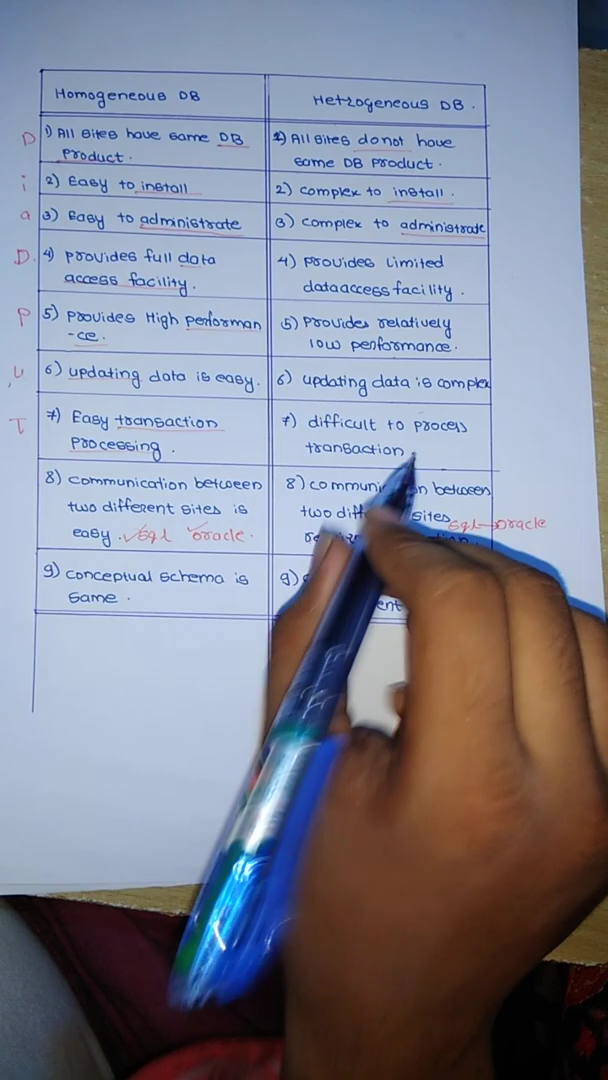 Homogeneous DB
Hetrogeneous DB.
D 1) All sites have same DB
product.
1) All sites donot have
same DB product.
i 2) Easy to install
2) complex to install.
a 3) Easy to administrate
3) complex to administrate
D. 4) provides full data
access facility.
4) provides Limited
dataaccess facility.
P 5) provides High performan
-ce.
5) provides relatively
low performance.
U 6) updating data is easy.
6) updating data is complex
T 7) Easy transaction
processing.
7) difficult to process
transaction
8) communication between
two different sites is
easy. ✓sql ✓oracle.
8) between
two sites sql→oracle
9) conceptual schema is
same.
9)